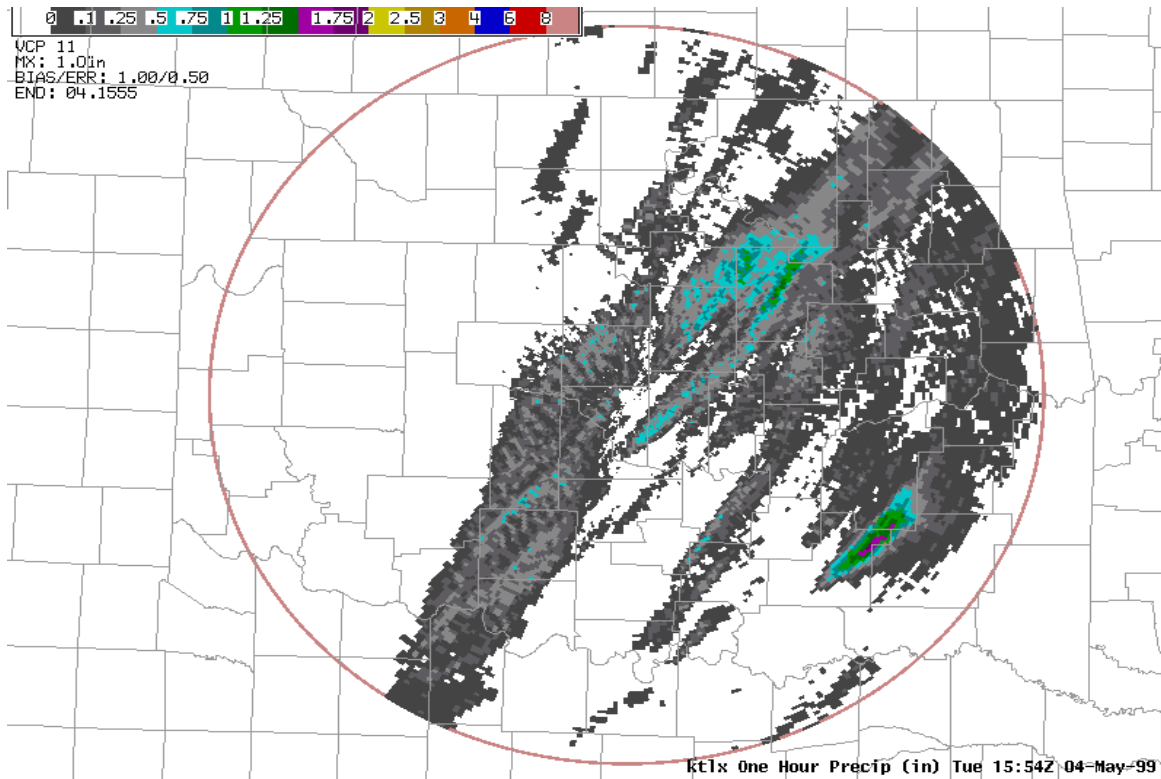 0 .1 .25 .5 .75 1 1.25 1.75 2 2.5 3 4 6 8
VCP 11
MX: 1.0in
BIAS/ERR: 1.00/0.50
END: 04.1555
ktlx One Hour Precip (in) Tue 15:54Z 04-May-99